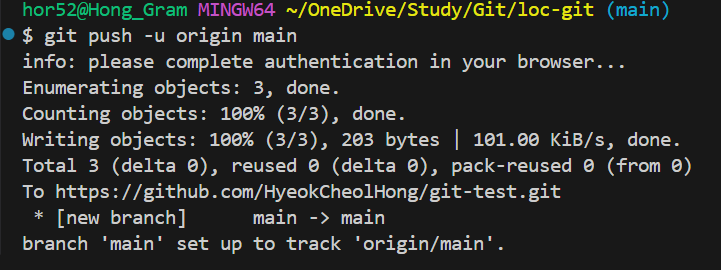 hor52@Hong_Gram MINGW64 ~/OneDrive/Study/Git/loc-git (main)
$ git push -u origin main
info: please complete authentication in your browser...
Enumerating objects: 3, done.
Counting objects: 100% (3/3), done.
Writing objects: 100% (3/3), 203 bytes | 101.00 KiB/s, done.
Total 3 (delta 0), reused 0 (delta 0), pack-reused 0 (from 0)
To https://github.com/HyeokCheolHong/git-test.git
 * [new branch]      main -> main
branch 'main' set up to track 'origin/main'.